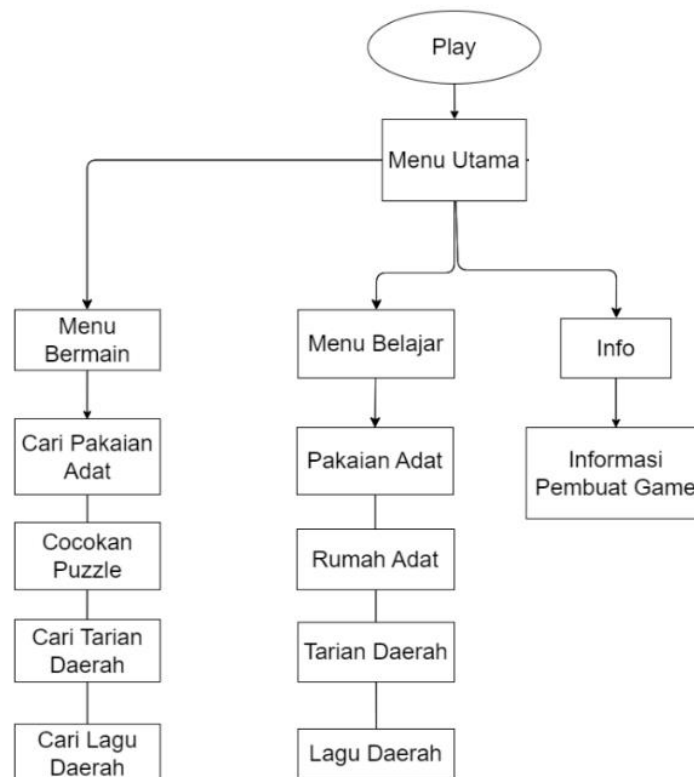 Play
Menu Utama
Menu
Bermain
Menu Belajar
Info
Cari Pakaian
Adat
Pakaian Adat
Informasi
Pembuat Game
Cocokan
Puzzle
Rumah Adat
Cari Tarian
Daerah
Tarian Daerah
Cari Lagu
Daerah
Lagu Daerah